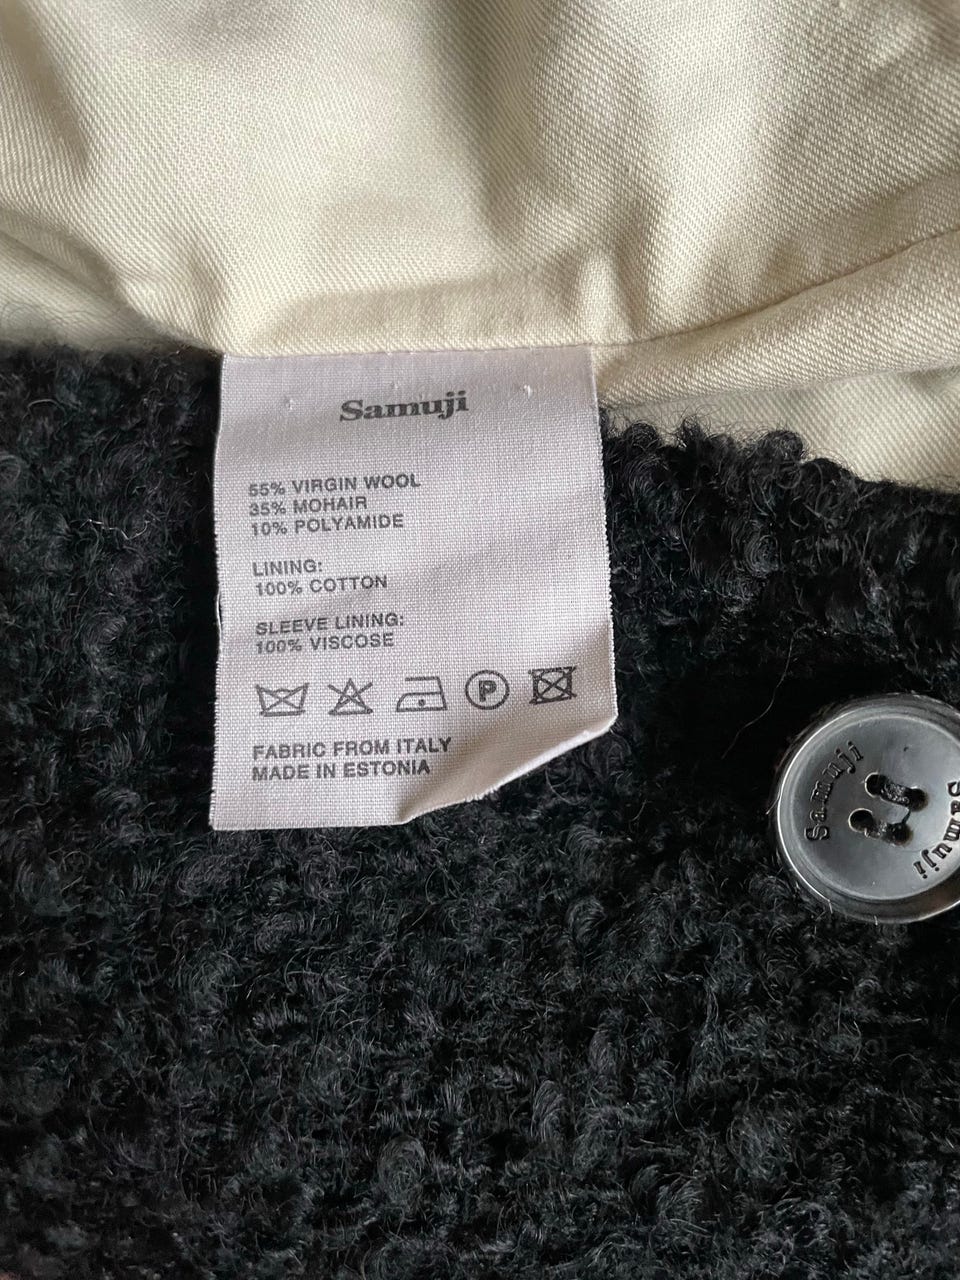 Samuji
55% VIRGIN WOOL
35% MOHAIR
10% POLYAMIDE
LINING:
100% COTTON
SLEEVE LINING:
100% VISCOSE
P
FABRIC FROM ITALY
MADE IN ESTONIA
Samuji
Samuji